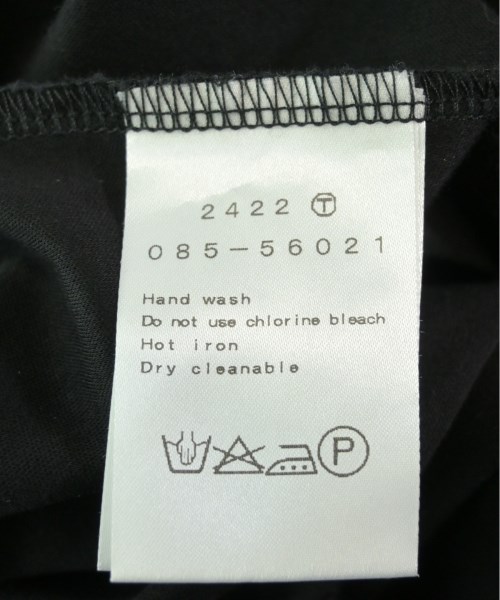 2422 Ⓣ
085-56021
Hand wash
Do not use chlorine bleach
Hot iron
Dry cleanable
P